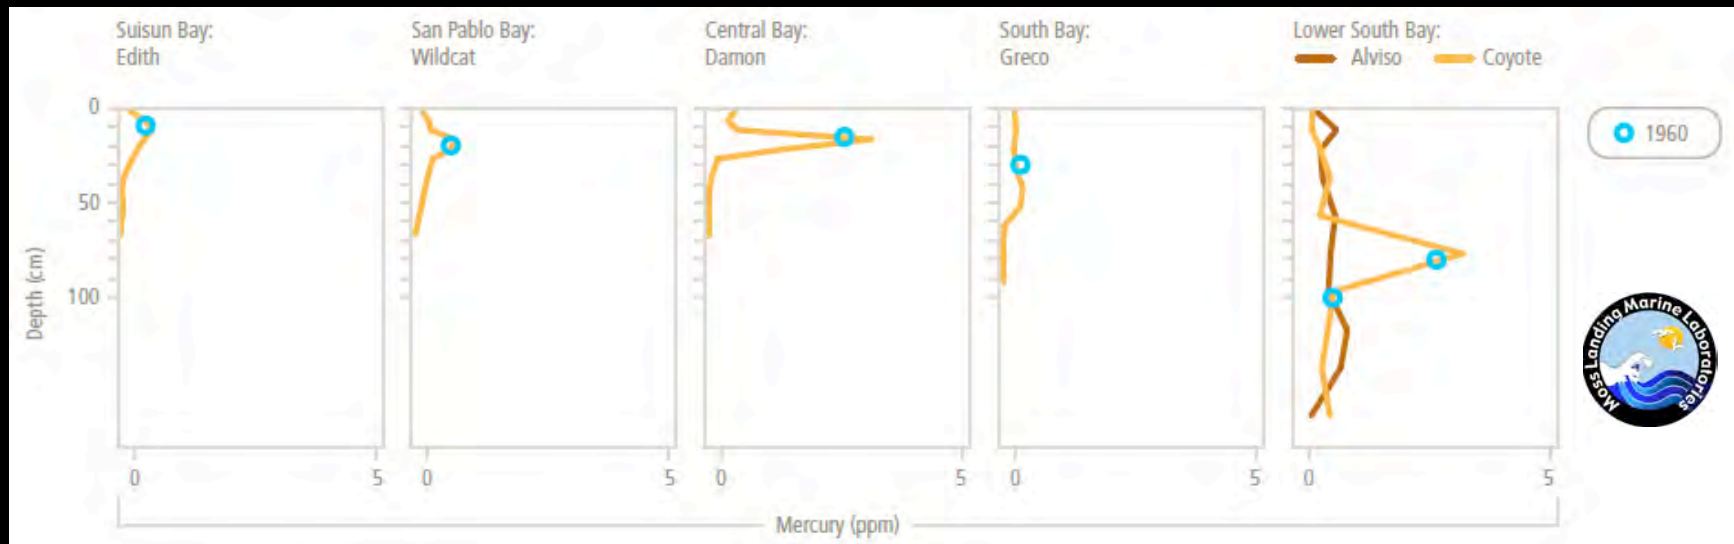 Suisun Bay:
Edith
San Pablo Bay:
Wildcat
Central Bay:
Damon
South Bay:
Greco
Lower South Bay:
Alviso Coyote
0
50
100
Depth (cm)
1960
Moss Landing Marine Laboratories
0 5 0 5 0 5 0 5 0 5
Mercury (ppm)